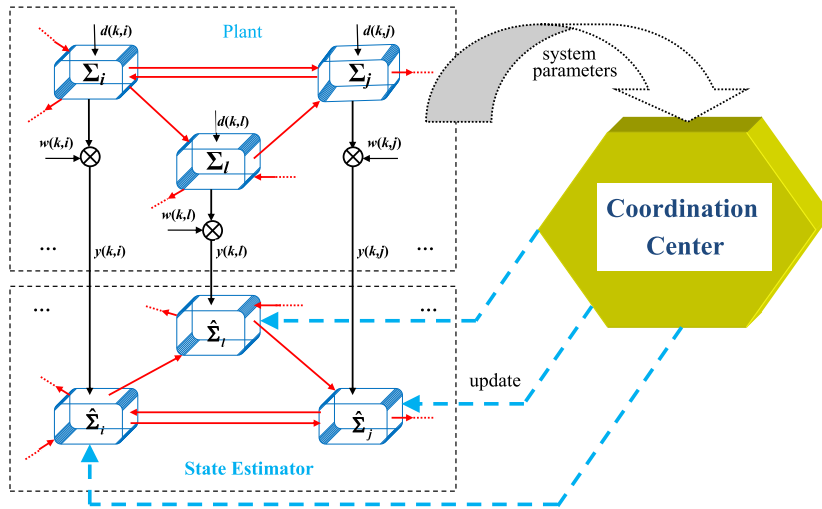 d(k,i)
Plant
d(k,j)
system
parameters
Σi
Σj
d(k,l)
w(k,i)
Σl
w(k,j)
w(k,l)
Coordination
Center
...
y(k,i)
y(k,l)
y(k,j)
...
...
...
Σ̂l
update
Σ̂i
Σ̂j
State Estimator